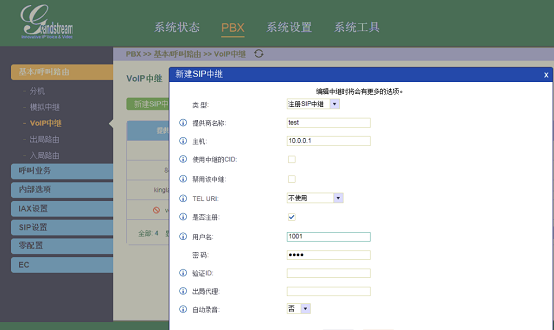 Grandstream
系统状态 PBX 系统设置 系统工具
PBX >> 基本/呼叫路由 >> VoIP中继
基本/呼叫路由
分机
模拟中继
VoIP中继
出局路由
入局路由
呼叫业务
内部选项
IAX设置
SIP设置
零配置
EC
VoIP中继
新建SIP中
全部: 4
新建SIP中继 X
编辑中继时将会有更多的选项。
类型: 注册SIP中继
提供商名称: test
主机: 10.0.0.1
使用中继的CID:
禁用该中继:
TEL URI: 不使用
是否注册:
用户名: 1001
密码: ●●●●
验证ID:
出局代理:
自动录音: 否